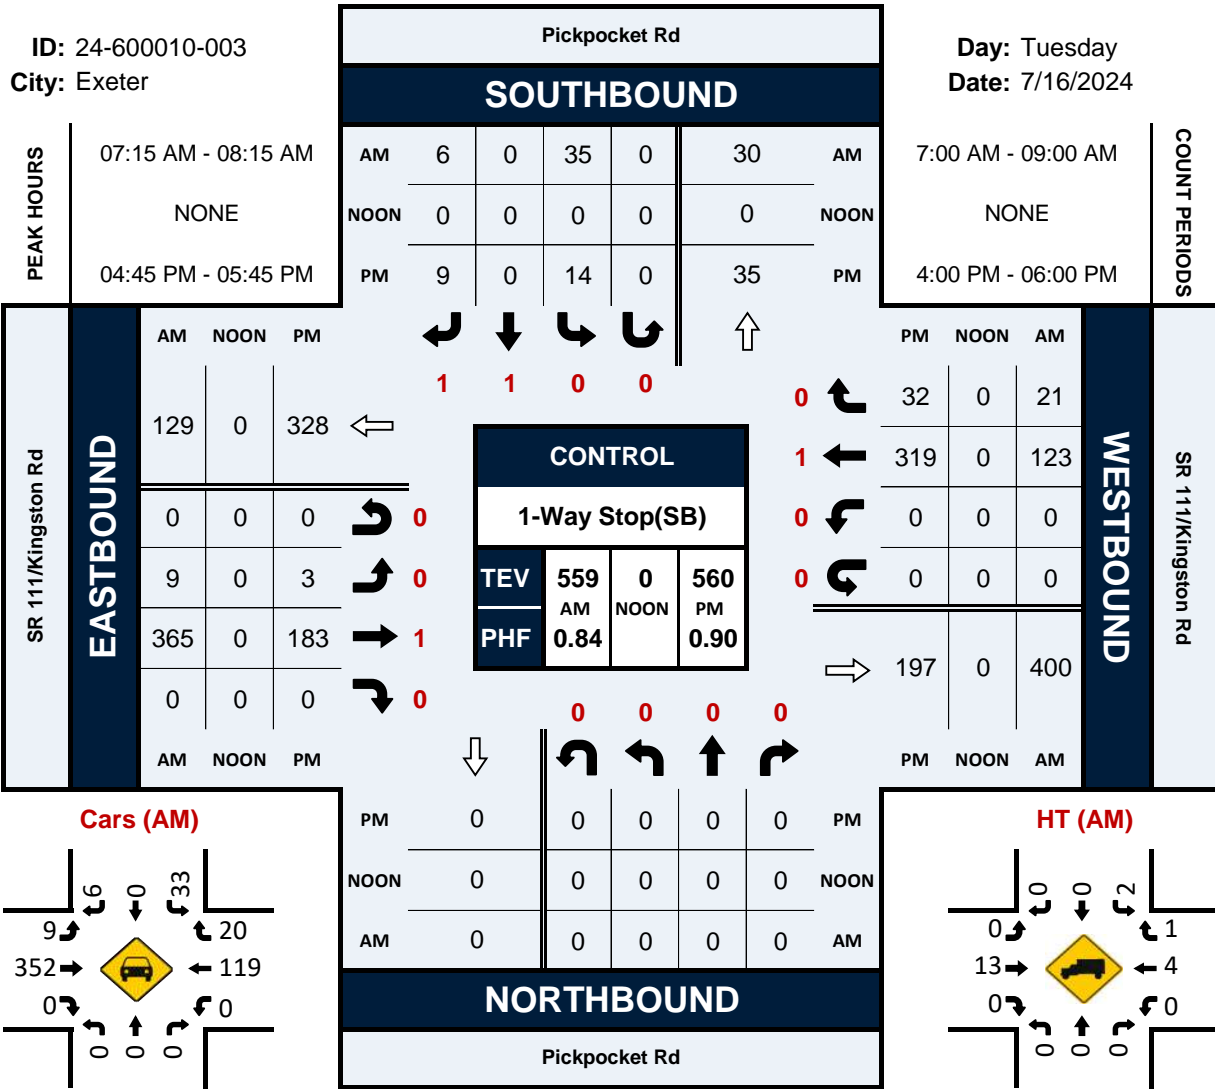 Pickpocket Rd
ID: 24-600010-003
Day: Tuesday
City: Exeter
Date: 7/16/2024
SOUTHBOUND
PEAK HOURS
07:15 AM - 08:15 AM
NONE
04:45 PM - 05:45 PM
AM 6 0 35 0 30 AM
NOON 0 0 0 0 0 NOON
PM 9 0 14 0 35 PM
7:00 AM - 09:00 AM
NONE
4:00 PM - 06:00 PM
COUNT PERIODS
1 1 0 0
SR 111/Kingston Rd
EASTBOUND
AM NOON PM
129 0 328
0 0 0 0
9 0 3 0
365 0 183 1
0 0 0 0
AM NOON PM
CONTROL
1-Way Stop(SB)
TEV 559 0 560
AM NOON PM
PHF 0.84 0.90
PM NOON AM
0 32 0 21
1 319 0 123
0 0 0 0
0 0 0 0
197 0 400
PM NOON AM
WESTBOUND
SR 111/Kingston Rd
0 0 0 0
PM 0 0 0 0 0 PM
NOON 0 0 0 0 0 NOON
AM 0 0 0 0 0 AM
NORTHBOUND
Pickpocket Rd
Cars (AM)
6 0 33
9 20
352 119
0 0
0 0 0
HT (AM)
0 0 2
0 1
13 4
0 0
0 0 0